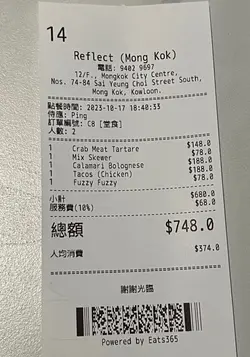 14
Reflect (Mong Kok)
電話: 9402 9697
12/F., Mongkok City Centre,
Nos. 74-84 Sai Yeung Choi Street South,
Mong Kok, Kowloon.
點餐時間: 2023-10-17 18:40:33
侍應: Ping
訂單編號: C8 [堂食]
人數: 2
1 Crab Meat Tartare $148.0
1 Mix Skewer $78.0
1 Calamari Bolognese $188.0
1 Tacos (Chicken) $188.0
1 Fuzzy Fuzzy $78.0
小計 $680.0
服務費(10%) $68.0
總額 $748.0
人均消費 $374.0
謝謝光臨
Powered by Eats365